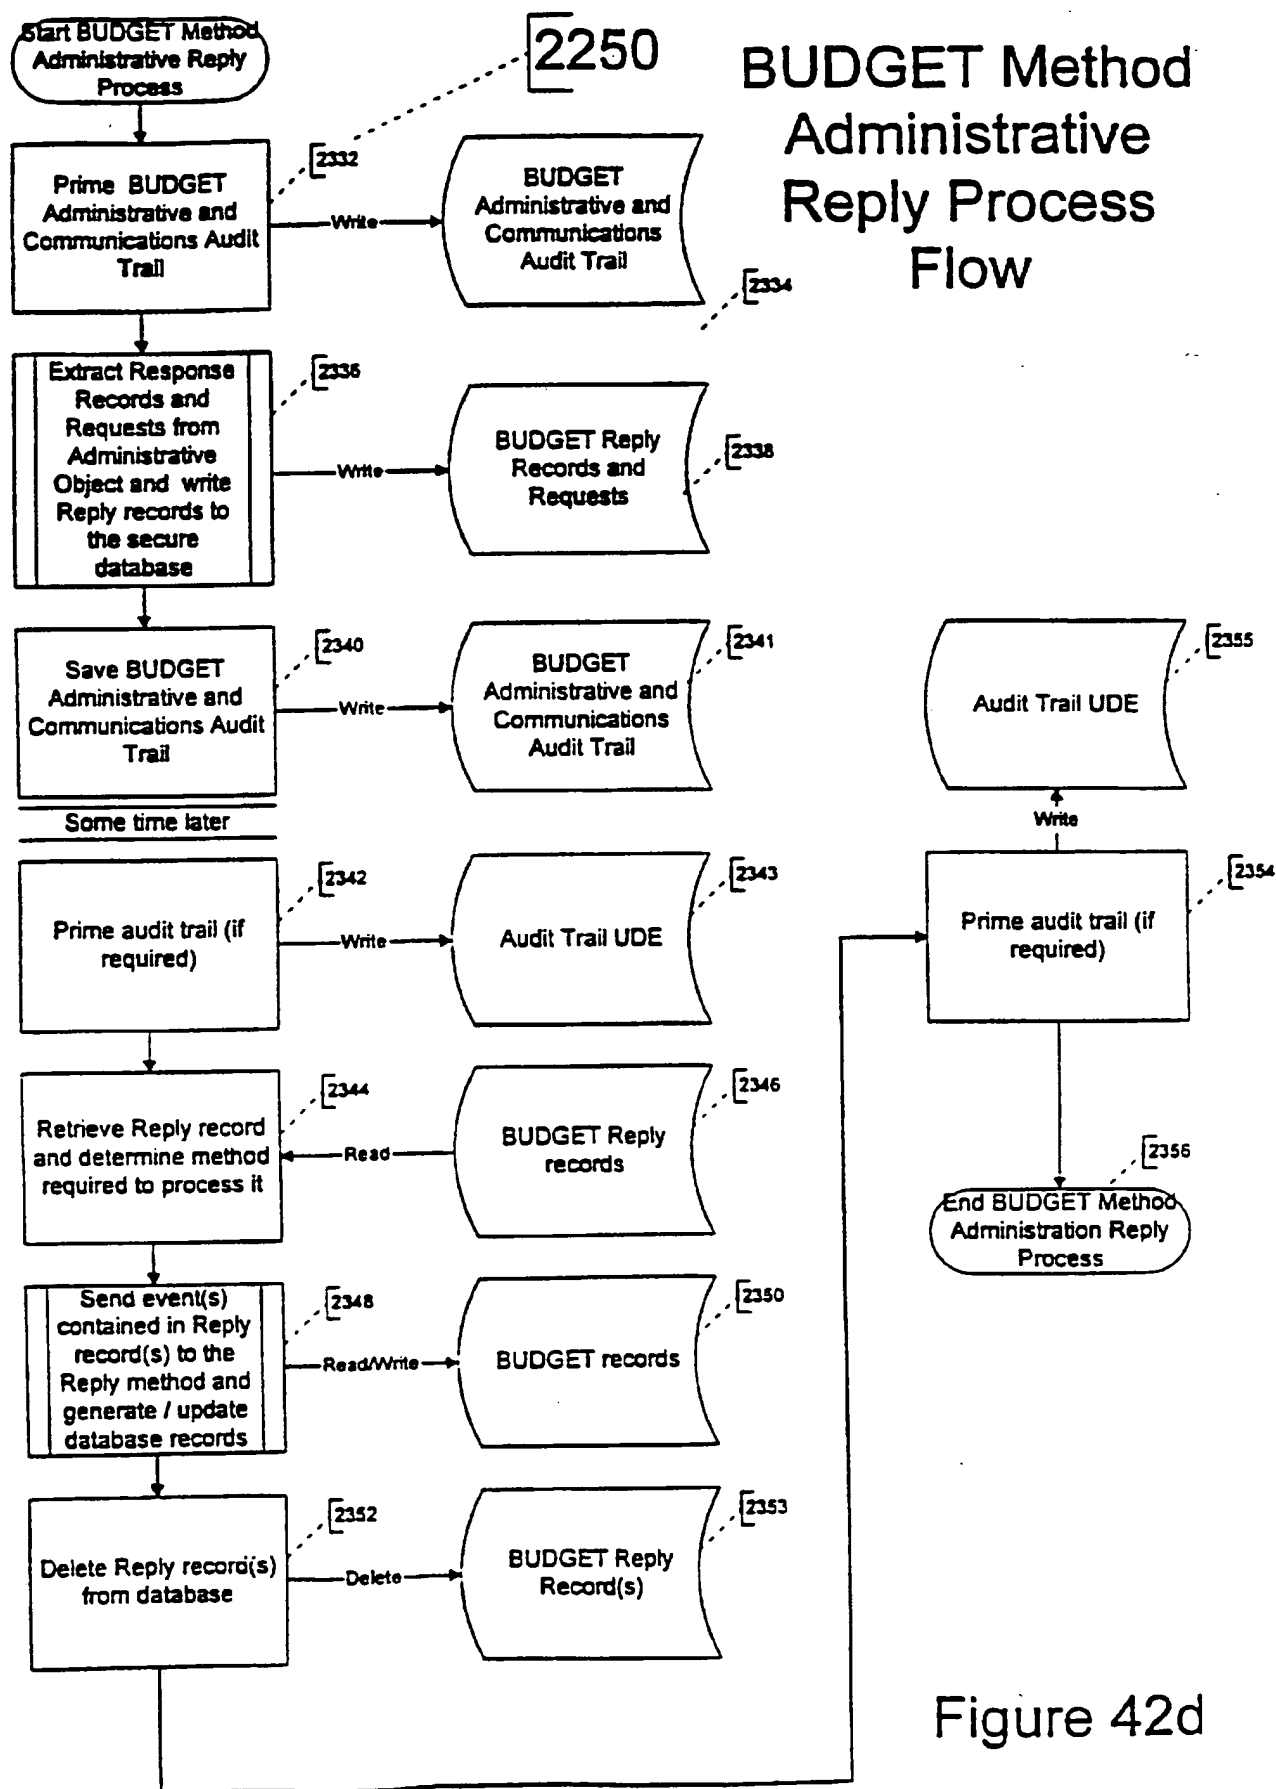 Start BUDGET Method
Administrative Reply
Process
2250
BUDGET Method
Administrative
Reply Process
Flow
2332
Prime BUDGET
Administrative and
Communications Audit
Trail
Write
BUDGET
Administrative and
Communications
Audit Trail
2334
Extract Response
Records and
Requests from
Administrative
Object and write
Reply records to
the secure
database
2336
Write
BUDGET Reply
Records and
Requests
2338
Save BUDGET
Administrative and
Communications Audit
Trail
2340
Write
BUDGET
Administrative and
Communications
Audit Trail
2341
Some time later
Prime audit trail (if
required)
2342
Write
Audit Trail UDE
2343
Retrieve Reply record
and determine method
required to process it
2344
Read
BUDGET Reply
records
2346
Send event(s)
contained in Reply
record(s) to the
Reply method and
generate / update
database records
2348
Read/Write
BUDGET records
2350
Delete Reply record(s)
from database
2352
Delete
BUDGET Reply
Record(s)
2353
Audit Trail UDE
2355
Write
Prime audit trail (if
required)
2354
2356
End BUDGET Method
Administration Reply
Process
Figure 42d